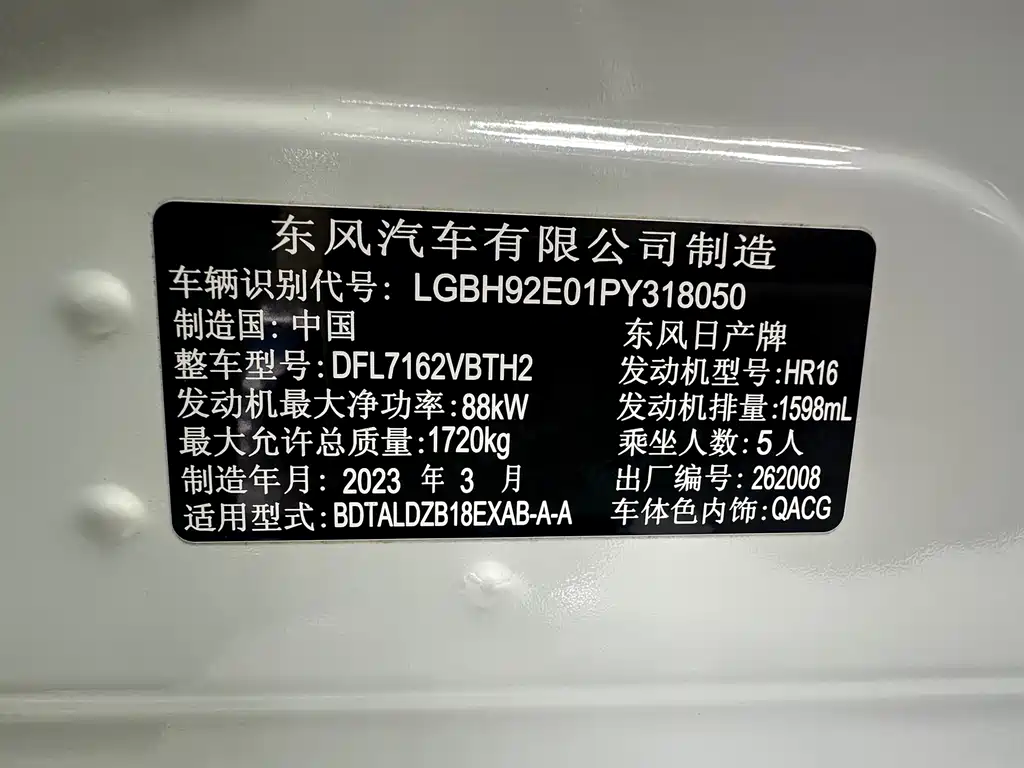 东风汽车有限公司制造
车辆识别代号: LGBH92E01PY318050
制造国: 中国 东风日产牌
整车型号: DFL7162VBTH2 发动机型号: HR16
发动机最大净功率: 88kW 发动机排量: 1598mL
最大允许总质量: 1720kg 乘坐人数: 5人
制造年月: 2023 年 3 月 出厂编号: 262008
适用型式: BDTALDZB18EXAB-A-A 车体色内饰: QACG